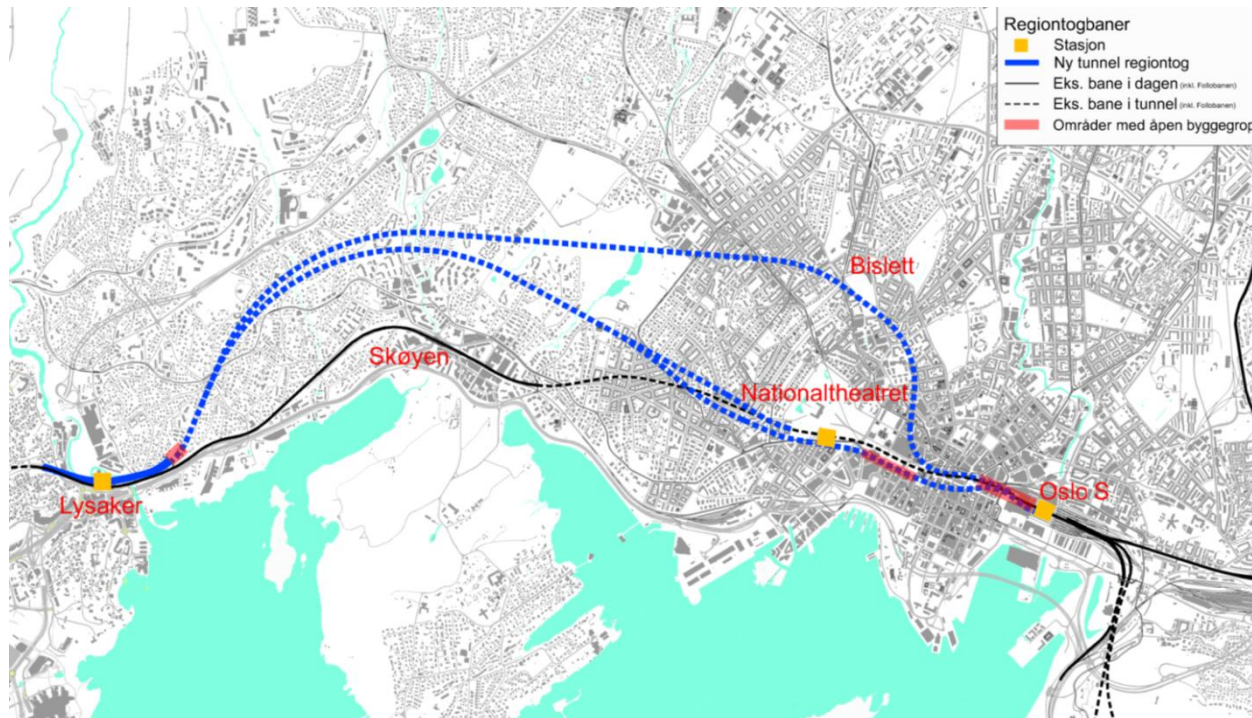 Regiontogbaner
Stasjon
Ny tunnel regiontog
Eks. bane i dagen (inkl. Follobanen)
Eks. bane i tunnel (inkl. Follobanen)
Områder med åpen byggegrop
Bislett
Skøyen
Nationaltheatret
Lysaker
Oslo S